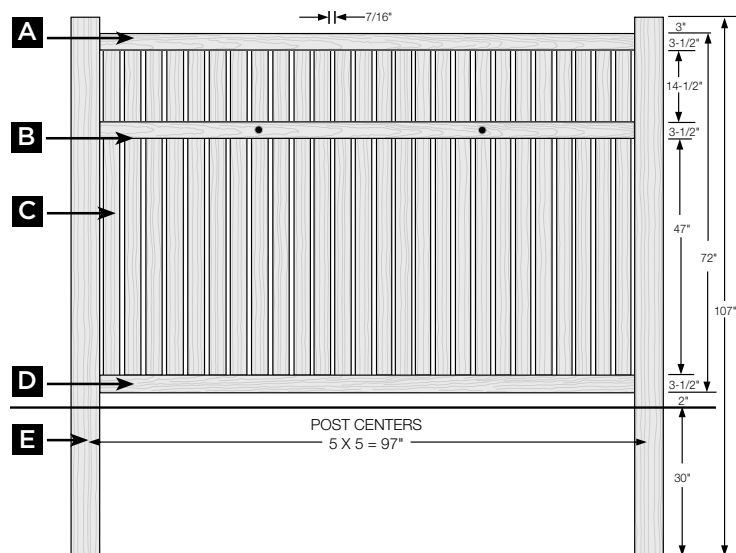 7/16"
A
3"
3-1/2"
14-1/2"
B
3-1/2"
C
47"
72"
107"
D
3-1/2"
2"
E
POST CENTERS
5 X 5 = 97"
30"